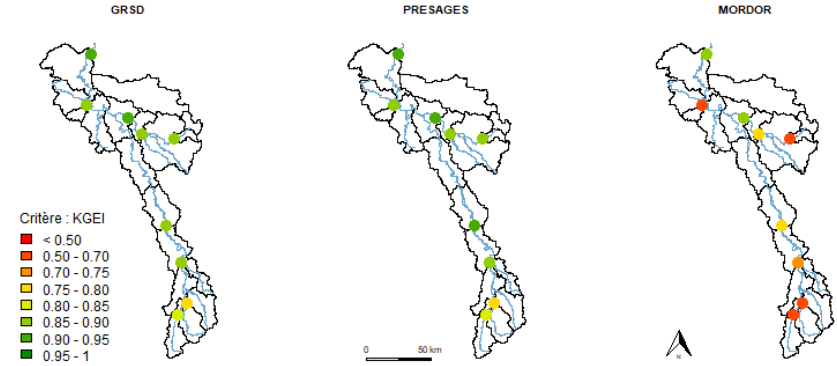 GRSD
PRESAGES
MORDOR
Critère : KGEI
< 0.50
0.50 - 0.70
0.70 - 0.75
0.75 - 0.80
0.80 - 0.85
0.85 - 0.90
0.90 - 0.95
0.95 - 1
0 50 km
N